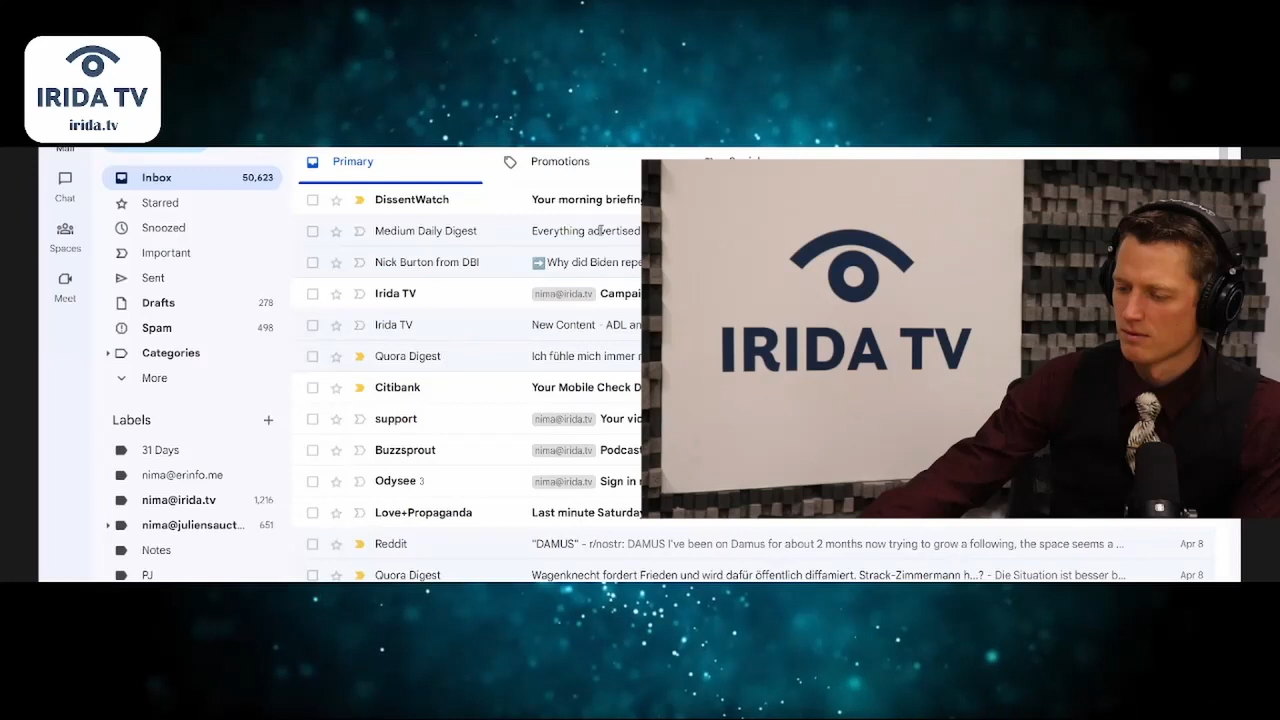 IRIDA TV
irida.tv
Mail
Chat
Spaces
Meet
Inbox 50,623
Starred
Snoozed
Important
Sent
Drafts 278
Spam 498
Categories
More
Labels +
31 Days
nima@erinfo.me
nima@irida.tv 1,216
nima@juliensauct... 651
Notes
PJ
Primary Promotions
DissentWatch Your morning briefing
Medium Daily Digest Everything advertised
Nick Burton from DBI Why did Biden
Irida TV nima@irida.tv
Irida TV New Content - ADL
Quora Digest Ich fühle mich immer
Citibank Your Mobile Check
support nima@irida.tv Your
Buzzsprout nima@irida.tv
Odysee 3 nima@irida.tv Sign in
Love+Propaganda Last minute Saturday
Reddit "DAMUS" - r/nostr: DAMUS I've been on Damus for about 2 months now trying to grow a following, the space seems a ... Apr 8
Quora Digest Wagenknecht fordert Frieden und wird dafür öffentlich diffamiert. Strack-Zimmermann h...? - Die Situation ist besser b... Apr 8
IRIDA TV